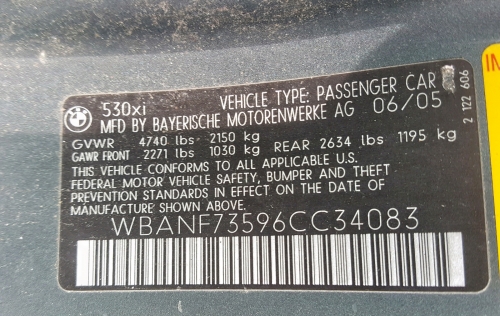 530xi VEHICLE TYPE: PASSENGER CAR
MFD BY BAYERISCHE MOTORENWERKE AG 06/05
GVWR 4740 lbs- 2150 kg
GAWR FRONT 2271 lbs 1030 kg REAR 2634 lbs 1195 kg
THIS VEHICLE CONFORMS TO ALL APPLICABLE U.S.
FEDERAL MOTOR VEHICLE SAFETY, BUMPER AND THEFT
PREVENTION STANDARDS IN EFFECT ON THE DATE OF
MANUFACTURE SHOWN ABOVE.
WBANF73596CC34083
2 122 606